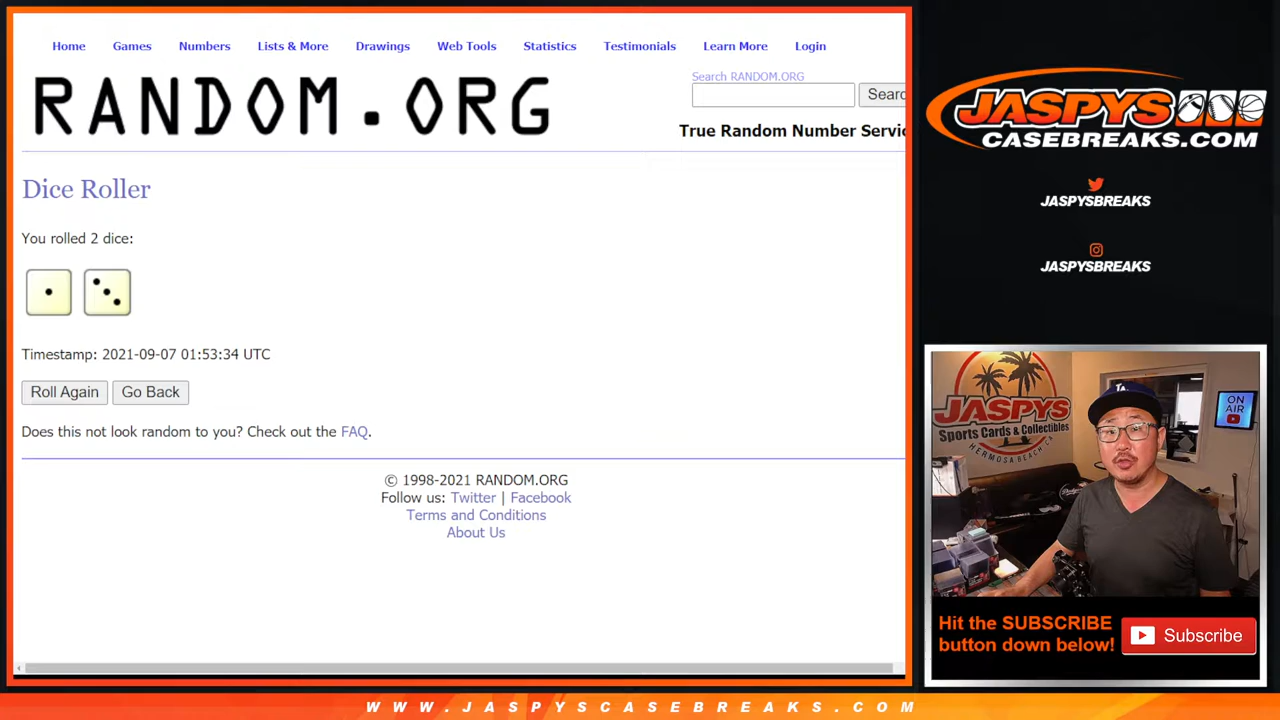 Home Games Numbers Lists & More Drawings Web Tools Statistics Testimonials Learn More Login
RANDOM.ORG
Search RANDOM.ORG
Searc
True Random Number Servic
Dice Roller
You rolled 2 dice:
Timestamp: 2021-09-07 01:53:34 UTC
Roll Again Go Back
Does this not look random to you? Check out the FAQ.
© 1998-2021 RANDOM.ORG
Follow us: Twitter | Facebook
Terms and Conditions
About Us
JASPYS
CASEBREAKS.COM
JASPYSBREAKS
JASPYSBREAKS
JASPYS
Sports Cards & Collectibles
HERMOSA BEACH CA
LA
ON
AIR
Hit the SUBSCRIBE
button down below!
Subscribe
WWW.JASPYSCASEBREAKS.COM